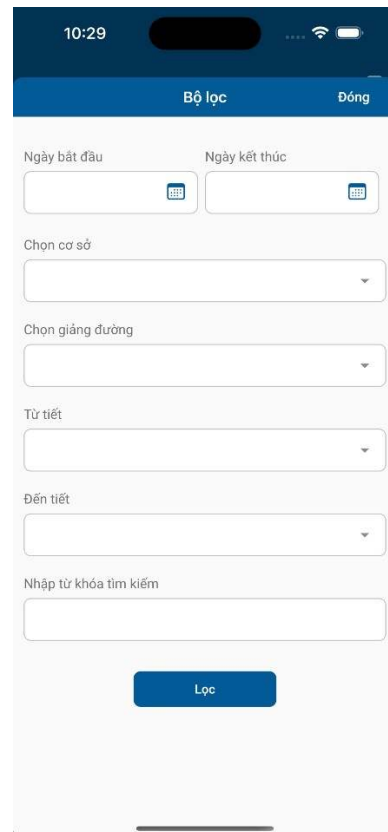 10:29
Bộ lọc Đóng
Ngày bắt đầu Ngày kết thúc
Chọn cơ sở
Chọn giảng đường
Từ tiết
Đến tiết
Nhập từ khóa tìm kiếm
Lọc